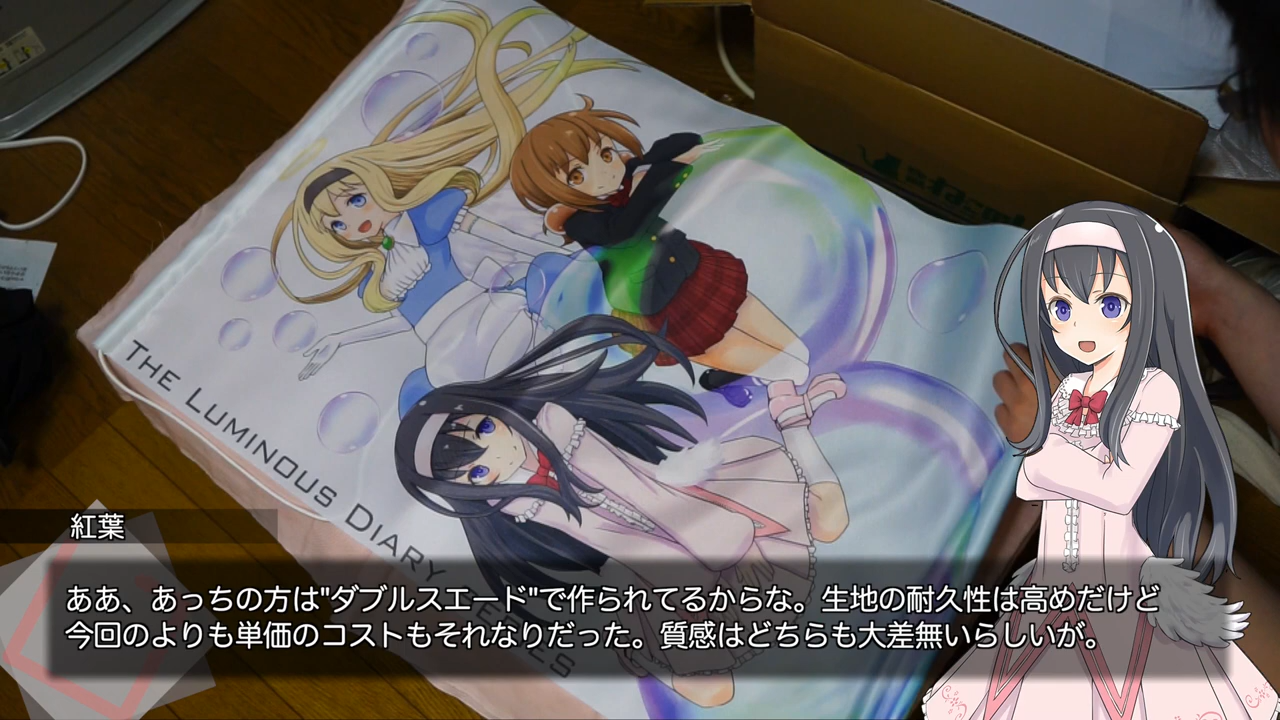 THE LUMINOUS DIARY
紅葉
ああ、あっちの方は"ダブルスエード"で作られてるからな。生地の耐久性は高めだけど
今回のよりも単価のコストもそれなりだった。質感はどちらも大差無いらしいが。